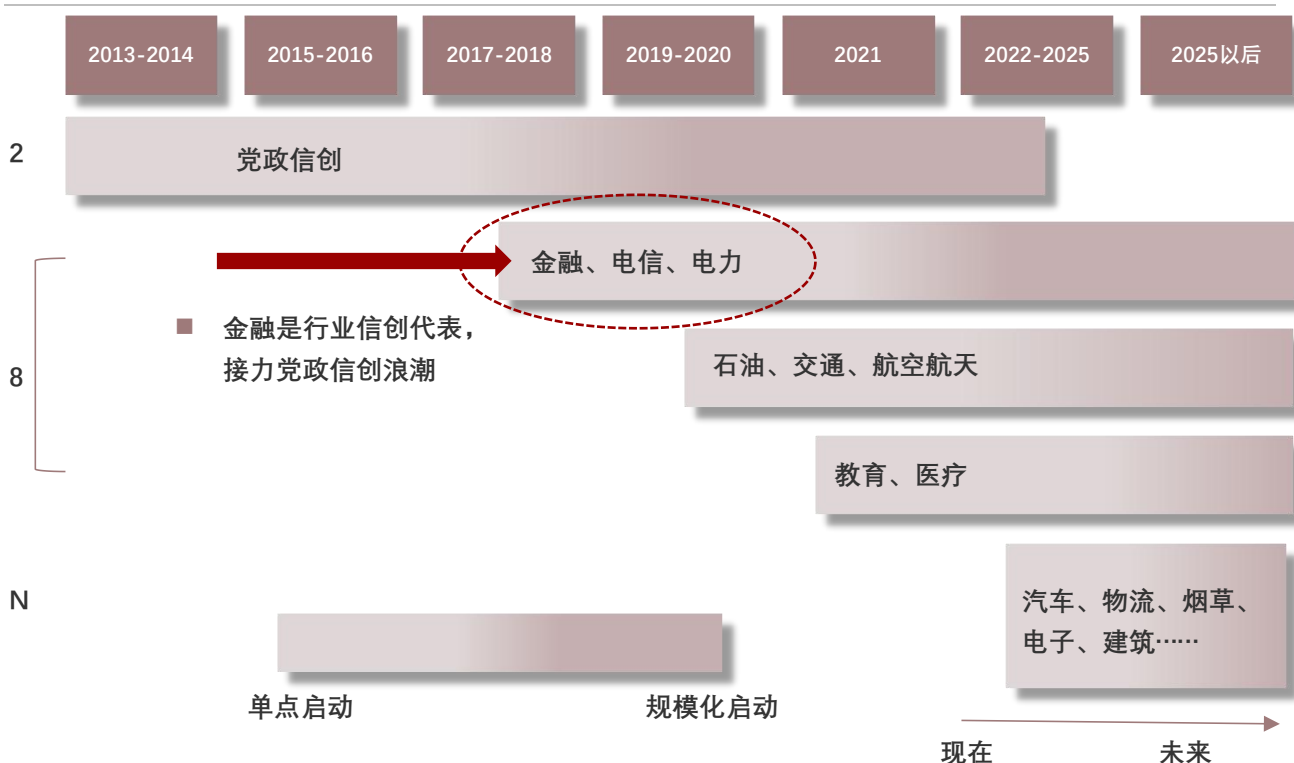 2013-2014
2015-2016
2017-2018
2019-2020
2021
2022-2025
2025以后
2
党政信创
金融、电信、电力
金融是行业信创代表，
接力党政信创浪潮
8
石油、交通、航空航天
教育、医疗
N
汽车、物流、烟草、
电子、建筑……
单点启动
规模化启动
现在
未来